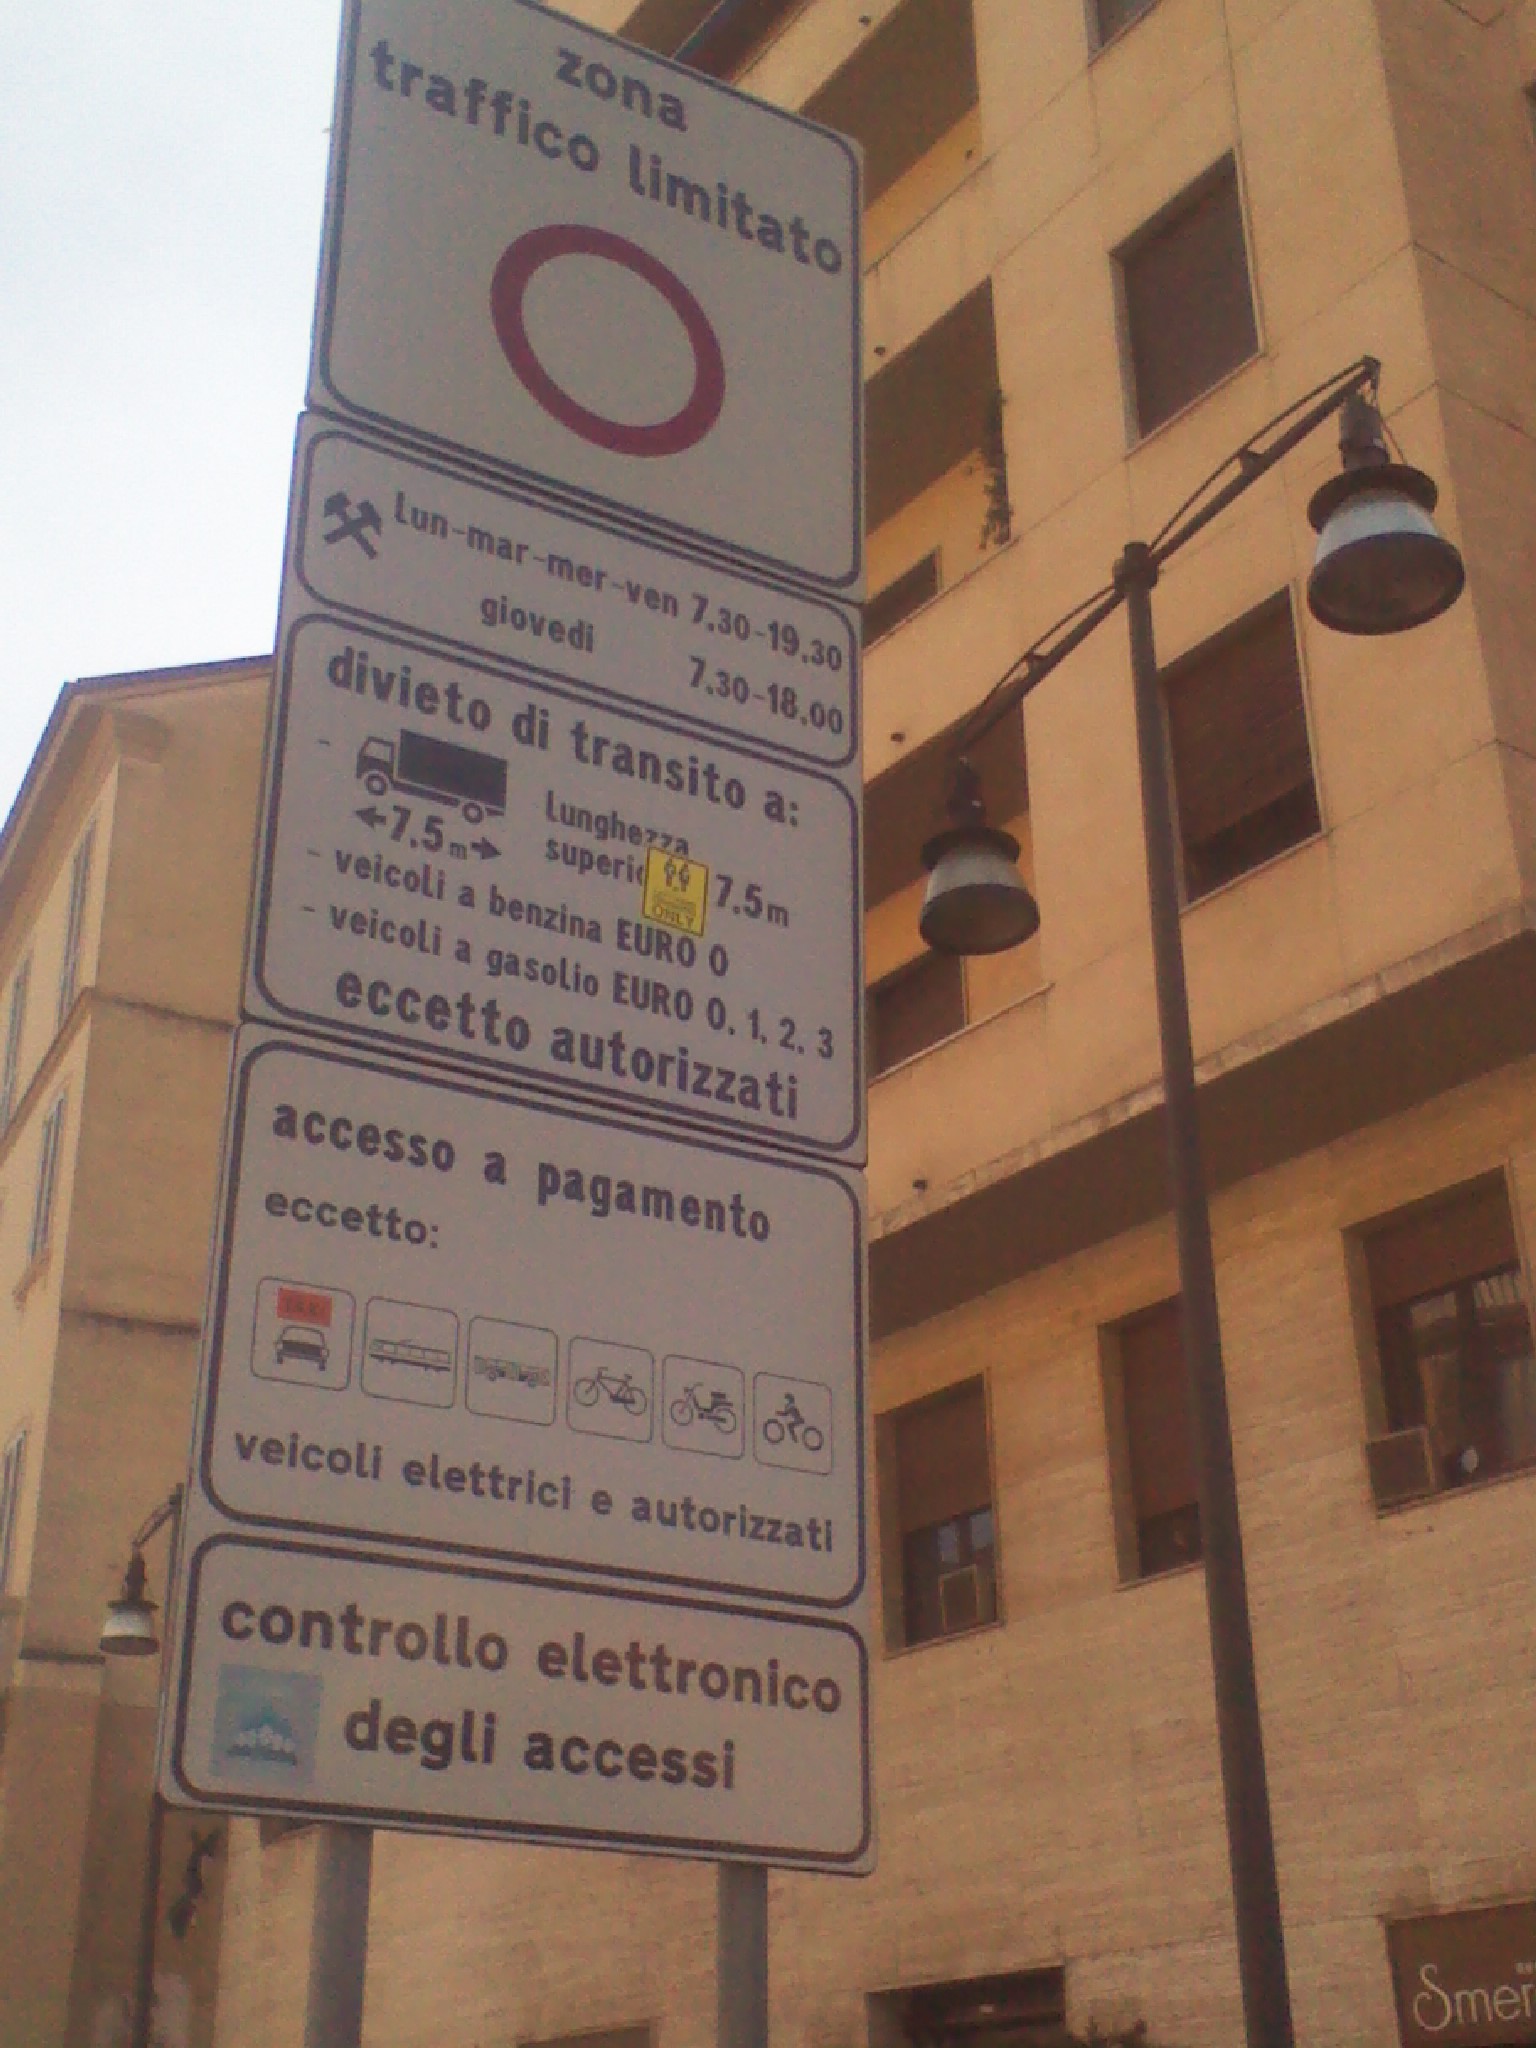 zona
traffico limitato
lun-mar-mer-ven 7.30-19.30
giovedi 7.30-18.00
divieto di transito a:
- 7.5m lunghezza
7.5m
ONLY
- veicoli a benzina EURO 0
- veicoli a gasolio EURO 0. 1. 2. 3
eccetto autorizzati
accesso a pagamento
eccetto:
TAXI
veicoli elettrici e autorizzati
controllo elettronico
degli accessi